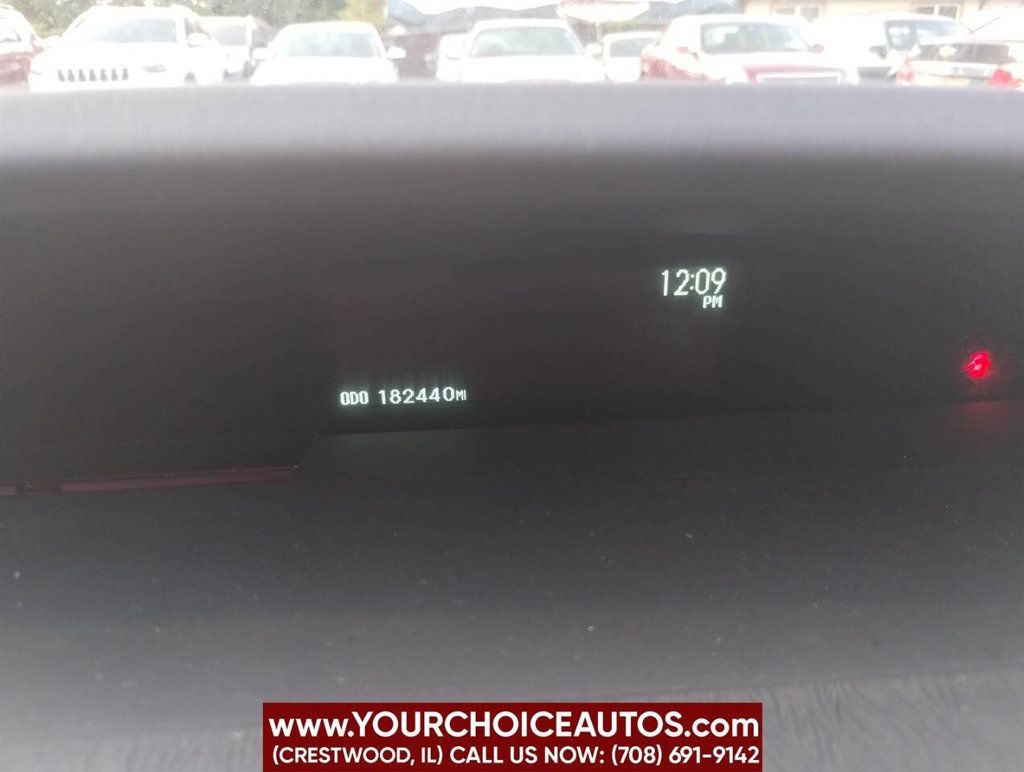 12:09
PM
ODO 182440MI
www.YOURCHOICEAUTOS.com
(CRESTWOOD, IL) CALL US NOW: (708) 691-9142